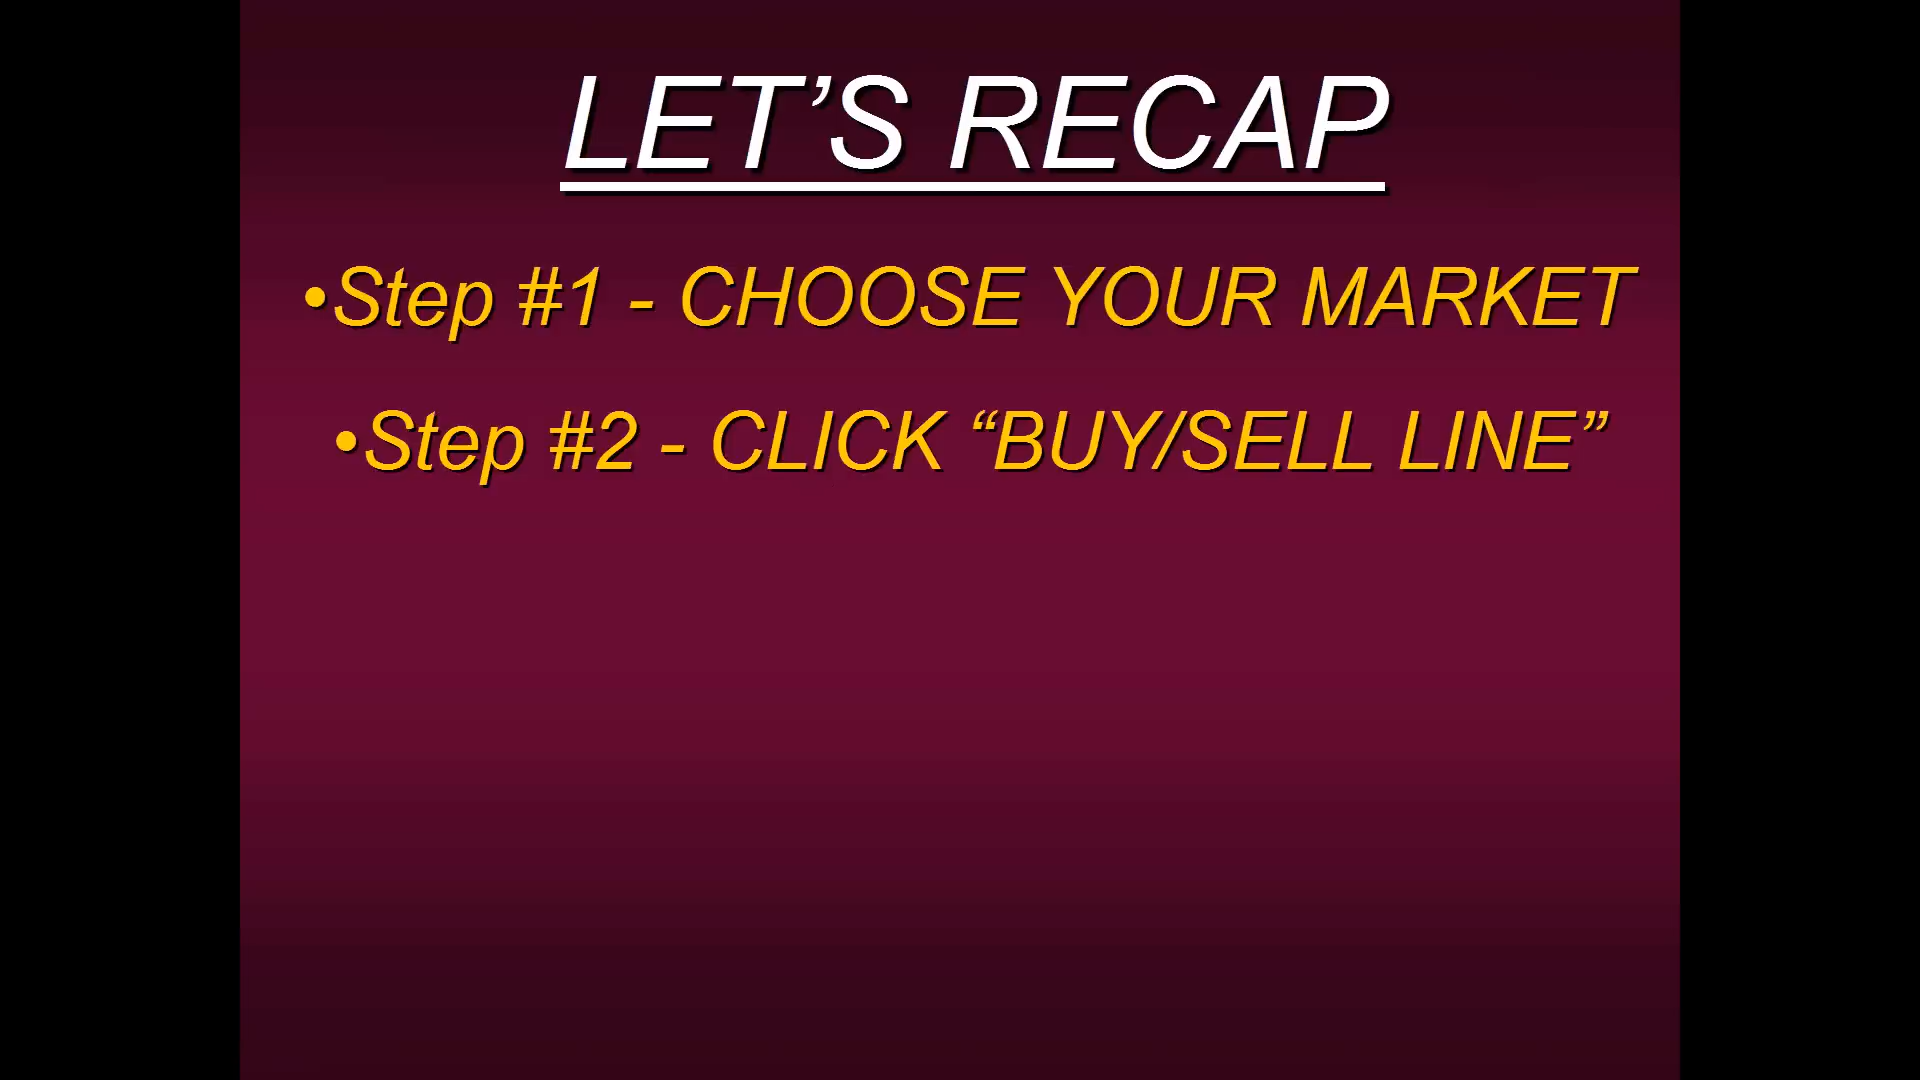 LET’S RECAP
•Step #1 - CHOOSE YOUR MARKET
•Step #2 - CLICK “BUY/SELL LINE”